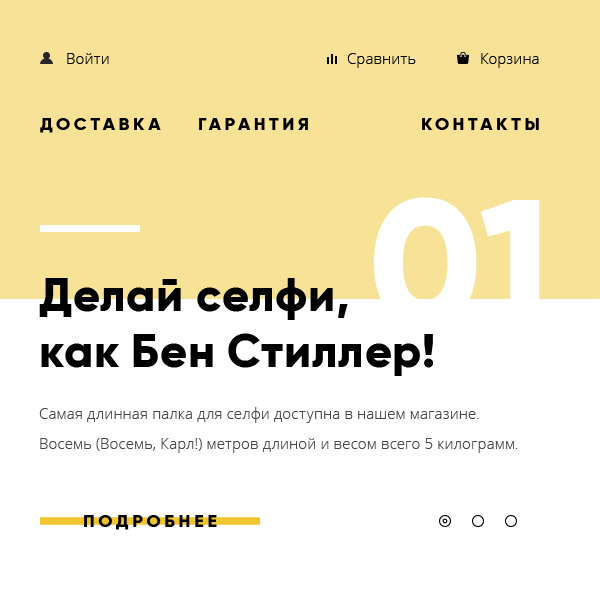 Войти Сравнить Корзина
ДОСТАВКА ГАРАНТИЯ КОНТАКТЫ
01
Делай селфи,
как Бен Стиллер!
Самая длинная палка для селфи доступна в нашем магазине.
Восемь (Восемь, Карл!) метров длиной и весом всего 5 килограмм.
ПОДРОБНЕЕ